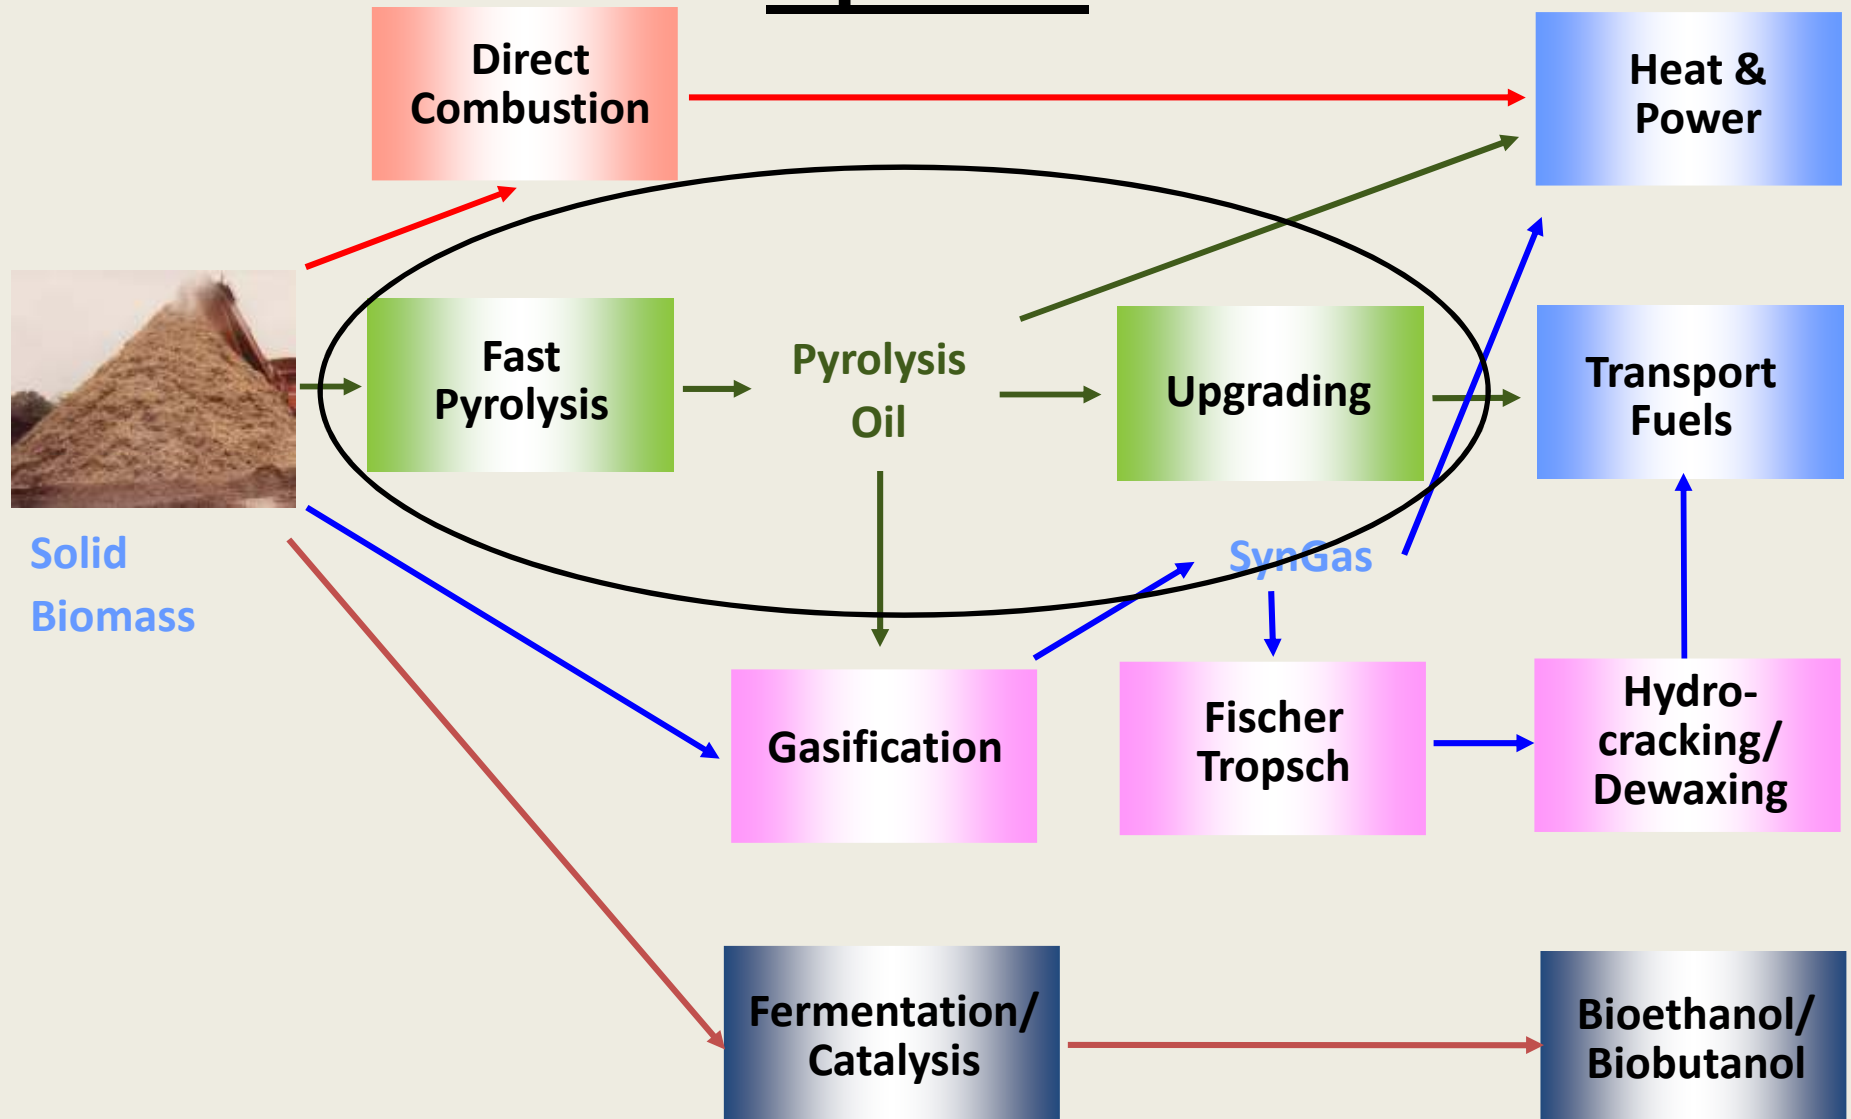 Direct
Combustion
Heat &
Power
Fast
Pyrolysis
Pyrolysis
Oil
Upgrading
Transport
Fuels
Solid
Biomass
SynGas
Gasification
Fischer
Tropsch
Hydro-
cracking/
Dewaxing
Fermentation/
Catalysis
Bioethanol/
Biobutanol